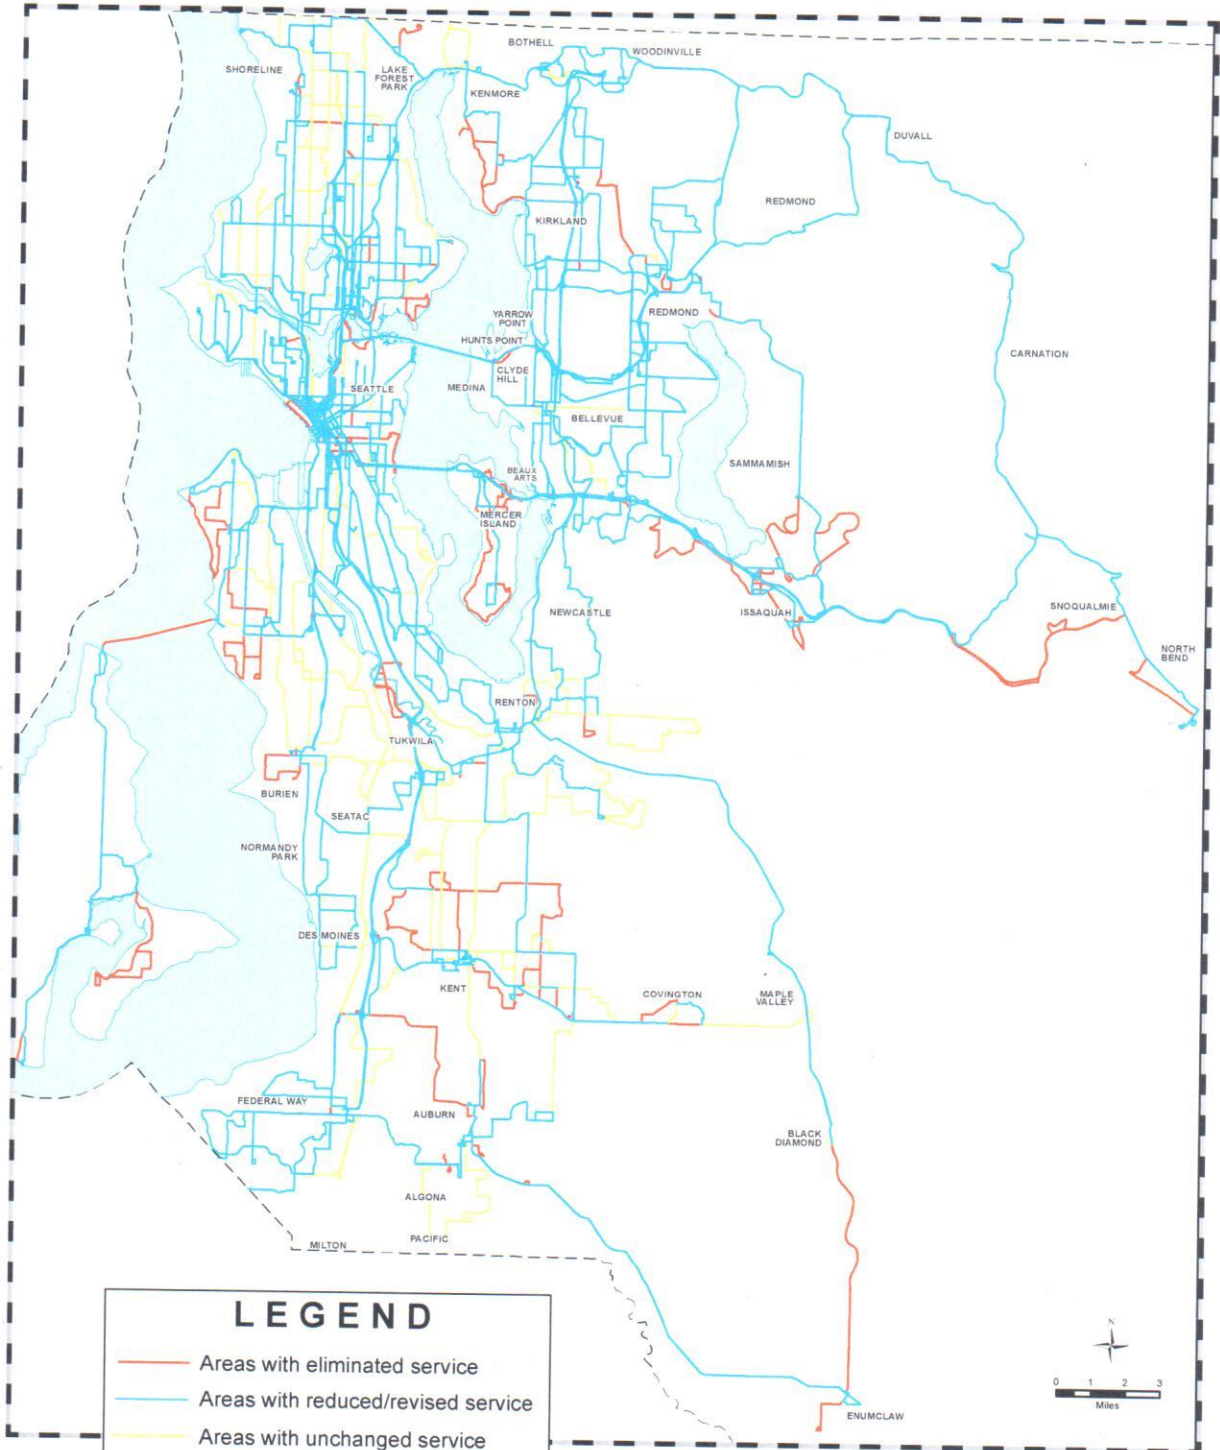 BOTHELL
WOODINVILLE
SHORELINE
LAKE
FOREST
PARK
KENMORE
DUVALL
REDMOND
KIRKLAND
YARROW
POINT
REDMOND
HUNTS POINT
CARNATION
CLYDE
HILL
SEATTLE
MEDINA
BELLEVUE
BEAUX
ARTS
SAMMAMISH
MERCER
ISLAND
NEWCASTLE
ISSAQUAH
SNOQUALMIE
NORTH
BEND
RENTON
TUKWILA
BURIEN
SEATAC
NORMANDY
PARK
DES MOINES
KENT
COVINGTON
MAPLE
VALLEY
FEDERAL WAY
AUBURN
BLACK
DIAMOND
ALGONA
PACIFIC
MILTON
LEGEND
Areas with eliminated service
Areas with reduced/revised service
Areas with unchanged service
N
0 1 2 3
Miles
ENUMCLAW